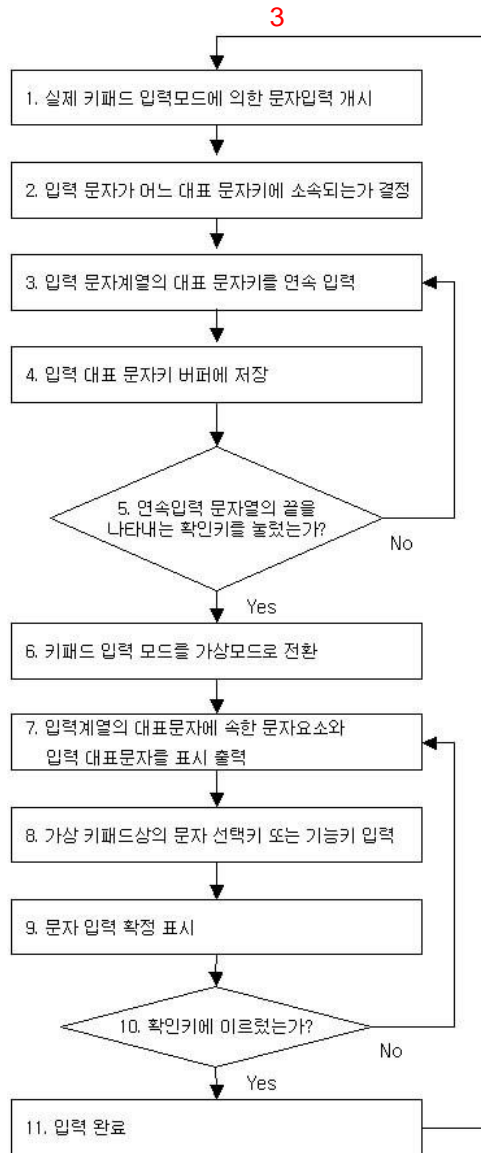 3
1. 실제 키패드 입력모드에 의한 문자입력 개시
2. 입력 문자가 어느 대표 문자키에 소속되는가 결정
3. 입력 문자계열의 대표 문자키를 연속 입력
4. 입력 대표 문자키 버퍼에 저장
5. 연속입력 문자열의 끝을
나타내는 확인키를 눌렀는가?
No
Yes
6. 키패드 입력 모드를 가상모드로 전환
7. 입력계열의 대표문자에 속한 문자요소와
입력 대표문자를 표시 출력
8. 가상 키패드상의 문자 선택키 또는 기능키 입력
9. 문자 입력 확정 표시
10. 확인키에 이르렀는가?
No
Yes
11. 입력 완료